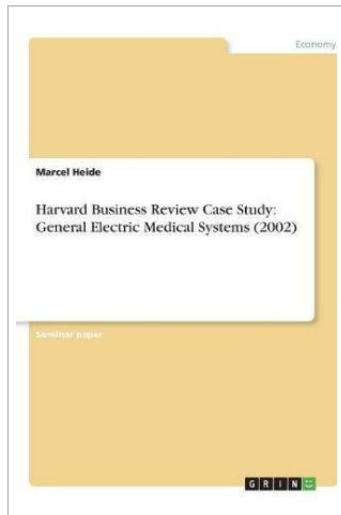 Economy
Marcel Heide
Harvard Business Review Case Study:
General Electric Medical Systems (2002)
Seminar paper
GRIN